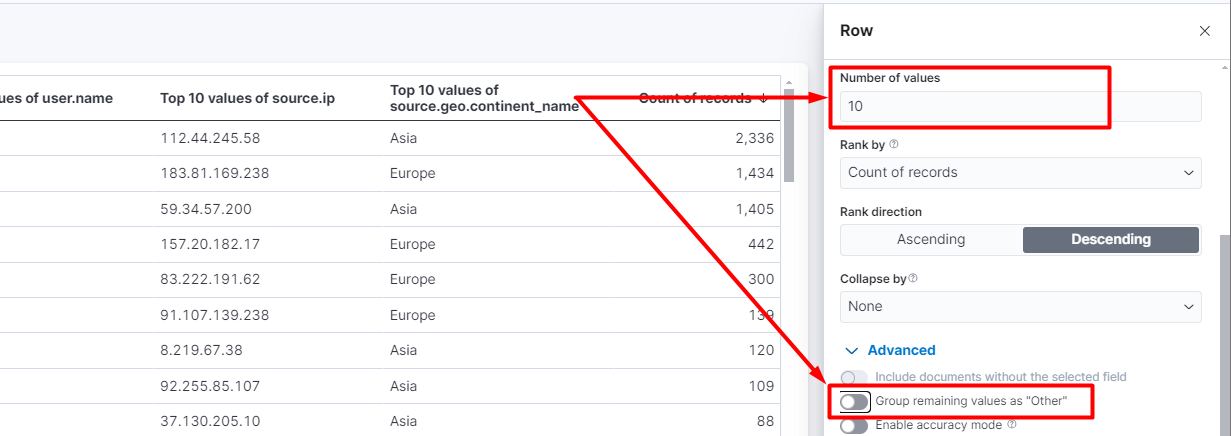 Row
ues of user.name
Top 10 values of source.ip
Top 10 values of
source.geo.continent_name
Count of records
112.44.245.58 Asia 2,336
183.81.169.238 Europe 1,434
59.34.57.200 Asia 1,405
157.20.182.17 Europe 442
83.222.191.62 Europe 300
91.107.139.238 Europe 139
8.219.67.38 Asia 120
92.255.85.107 Asia 109
37.130.205.10 Asia 88
Number of values
10
Rank by
Count of records
Rank direction
Ascending Descending
Collapse by
None
Advanced
Include documents without the selected field
Group remaining values as "Other"
Enable accuracy mode